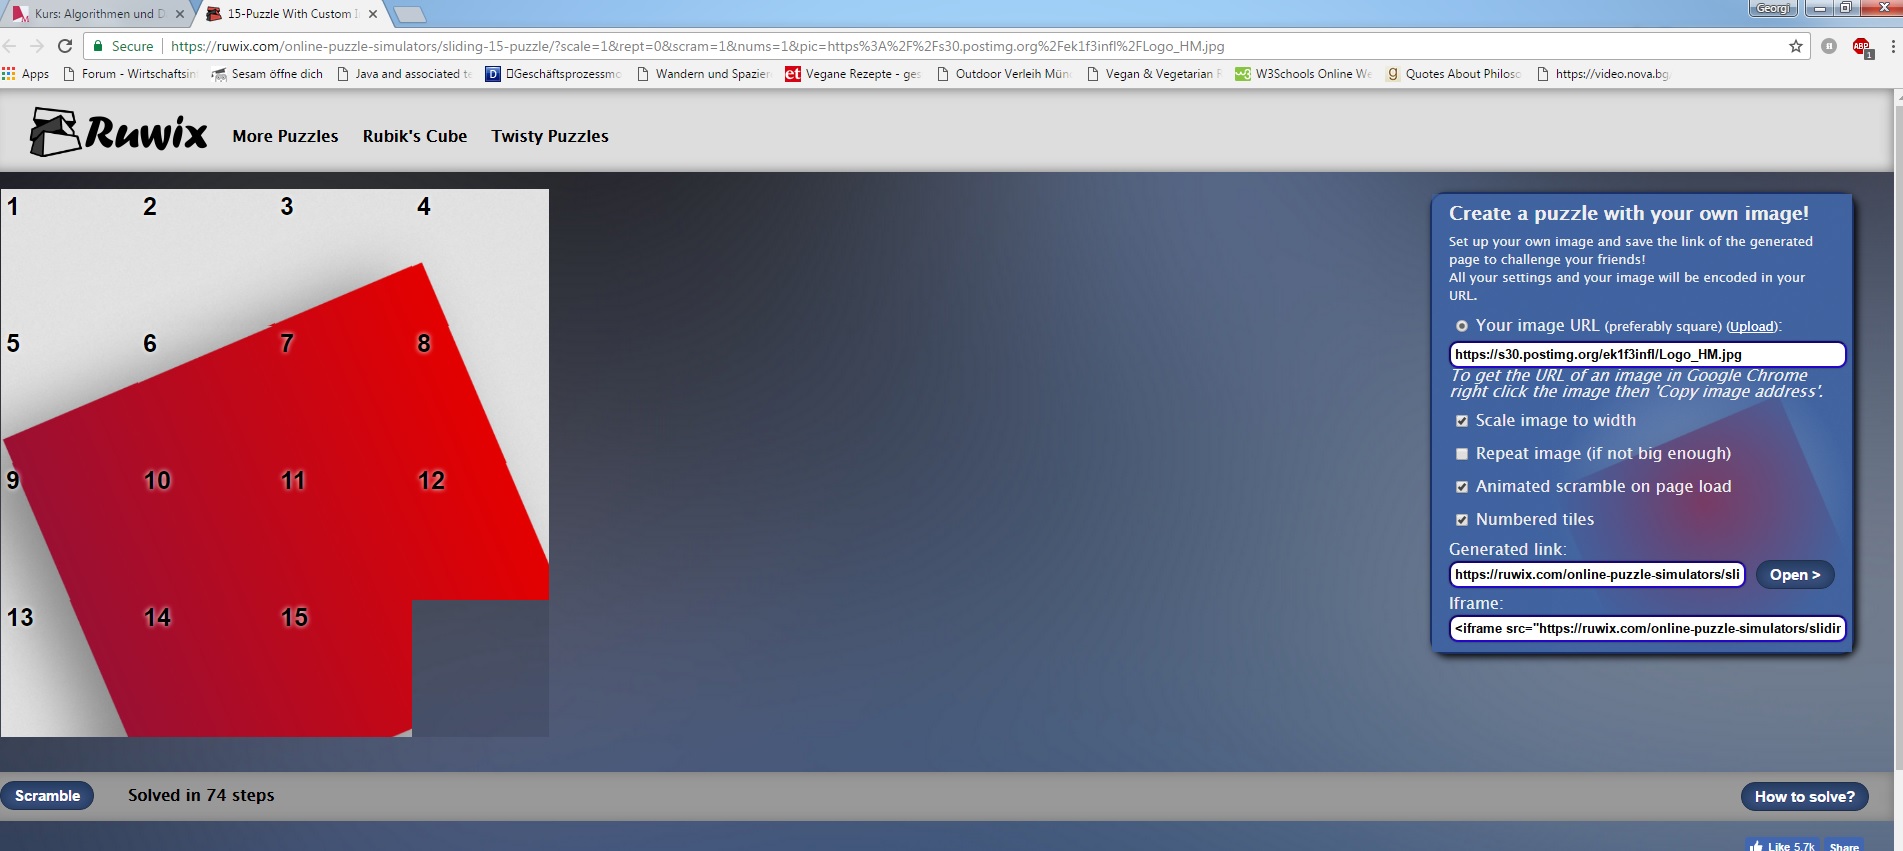 Kurs: Algorithmen und D
15-Puzzle With Custom I
Georgi
Secure
https://ruwix.com/online-puzzle-simulators/sliding-15-puzzle/?scale=1&rept=0&scram=1&nums=1&pic=https%3A%2F%2Fs30.postimg.org%2Fek1f3infl%2FLogo_HM.jpg
ABP
1
Apps
Forum - Wirtschaftsin
Sesam öffne dich
Java and associated te
Geschäftsprozessmo
Wandern und Spazier
Vegane Rezepte - ges
Outdoor Verleih Mün
Vegan & Vegetarian R
W3Schools Online We
Quotes About Philoso
https://video.nova.bg
Ruwix
More Puzzles
Rubik's Cube
Twisty Puzzles
1 2 3 4
5 6 7 8
9 10 11 12
13 14 15
Create a puzzle with your own image!
Set up your own image and save the link of the generated
page to challenge your friends!
All your settings and your image will be encoded in your
URL.
Your image URL (preferably square) (Upload):
https://s30.postimg.org/ek1f3infl/Logo_HM.jpg
To get the URL of an image in Google Chrome
right click the image then 'Copy image address'.
Scale image to width
Repeat image (if not big enough)
Animated scramble on page load
Numbered tiles
Generated link:
https://ruwix.com/online-puzzle-simulators/sli
Open >
Iframe:
<iframe src="https://ruwix.com/online-puzzle-simulators/slidin
Scramble
Solved in 74 steps
How to solve?
Like 5.7k
Share